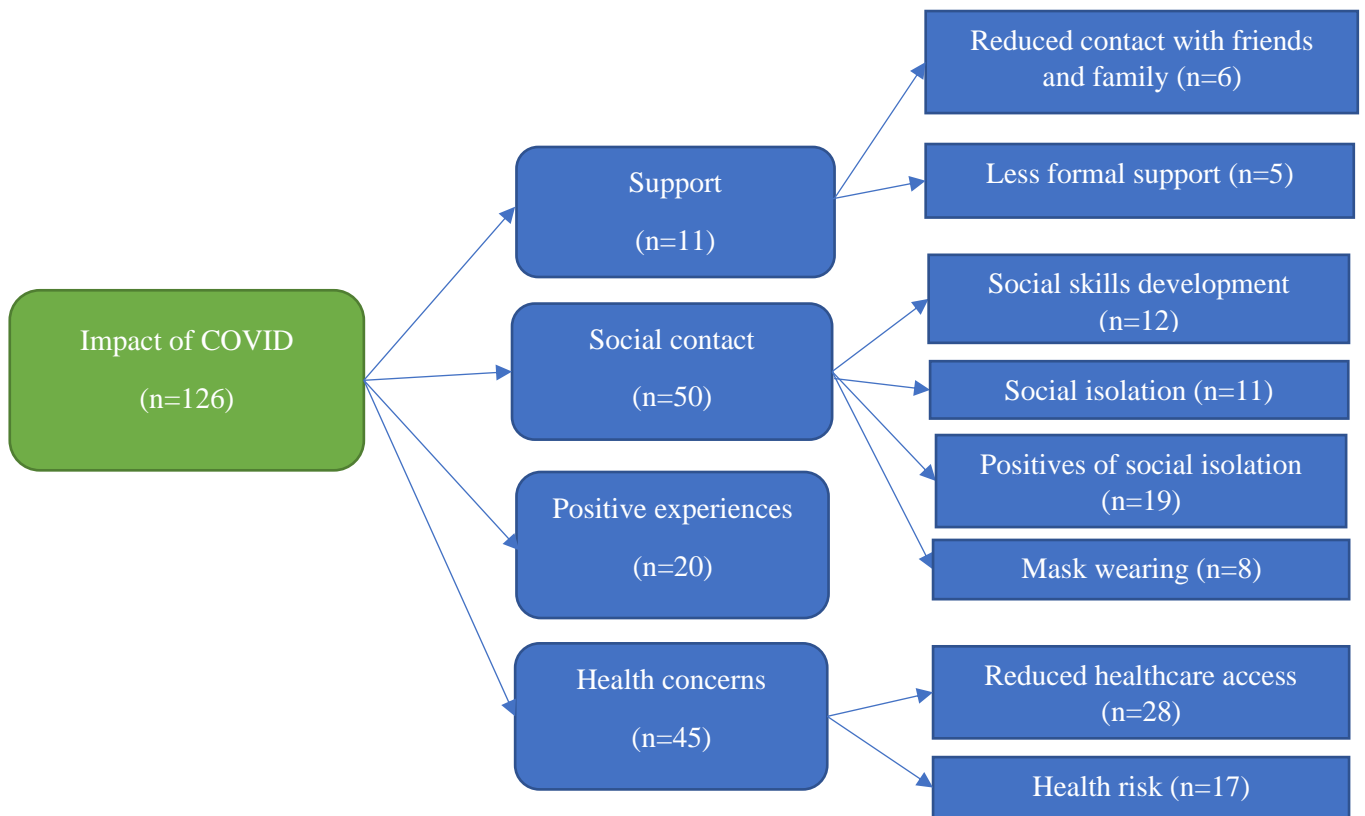 Impact of COVID
(n=126)
Support
(n=11)
Social contact
(n=50)
Positive experiences
(n=20)
Health concerns
(n=45)
Reduced contact with friends
and family (n=6)
Less formal support (n=5)
Social skills development
(n=12)
Social isolation (n=11)
Positives of social isolation
(n=19)
Mask wearing (n=8)
Reduced healthcare access
(n=28)
Health risk (n=17)